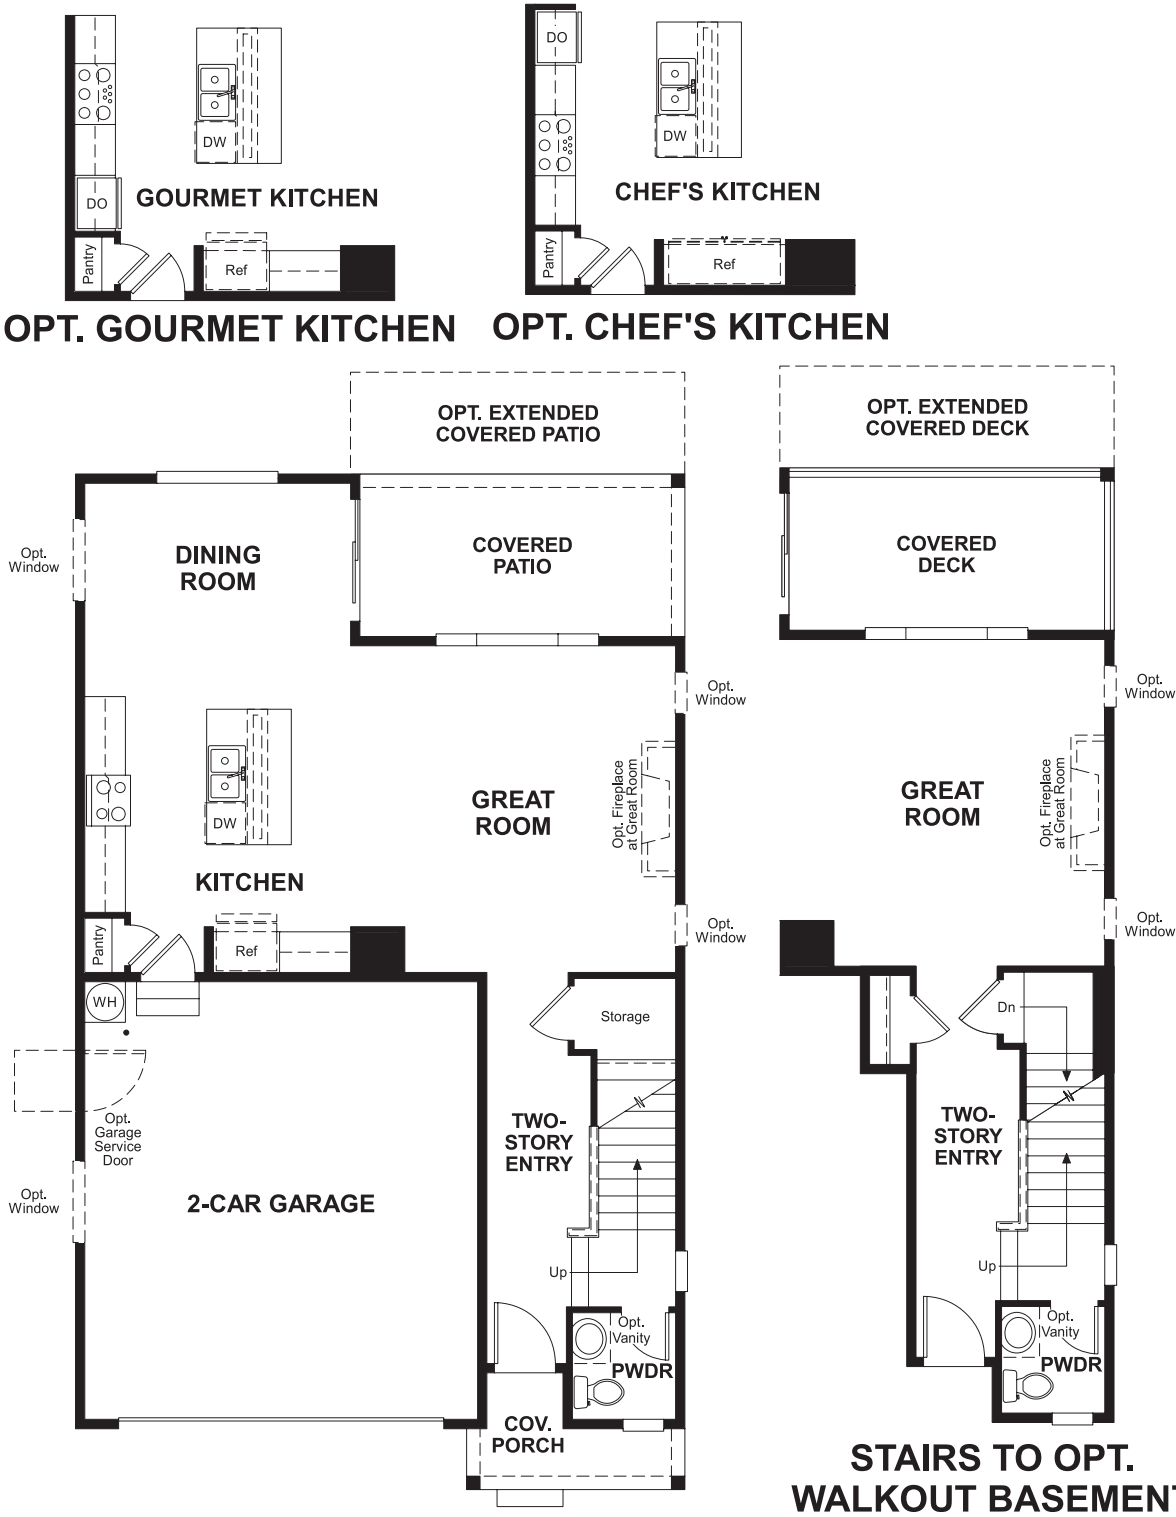 DO
DW
GOURMET KITCHEN
DO
Pantry
Ref
OPT. GOURMET KITCHEN
DW
CHEF'S KITCHEN
Pantry
Ref
OPT. CHEF'S KITCHEN
OPT. EXTENDED
COVERED PATIO
Opt.
Window
DINING
ROOM
COVERED
PATIO
Opt.
Window
DW
GREAT
ROOM
Opt. Fireplace
at Great Room
KITCHEN
Pantry
Ref
Opt.
Window
WH
Storage
Opt.
Garage
Service
Door
TWO-
STORY
ENTRY
Opt.
Window
2-CAR GARAGE
Up
Opt.
Vanity
PWDR
COV.
PORCH
OPT. EXTENDED
COVERED DECK
COVERED
DECK
Opt.
Window
GREAT
ROOM
Opt. Fireplace
at Great Room
Opt.
Window
Dn
TWO-
STORY
ENTRY
Up
Opt.
Vanity
PWDR
STAIRS TO OPT.
WALKOUT BASEMENT